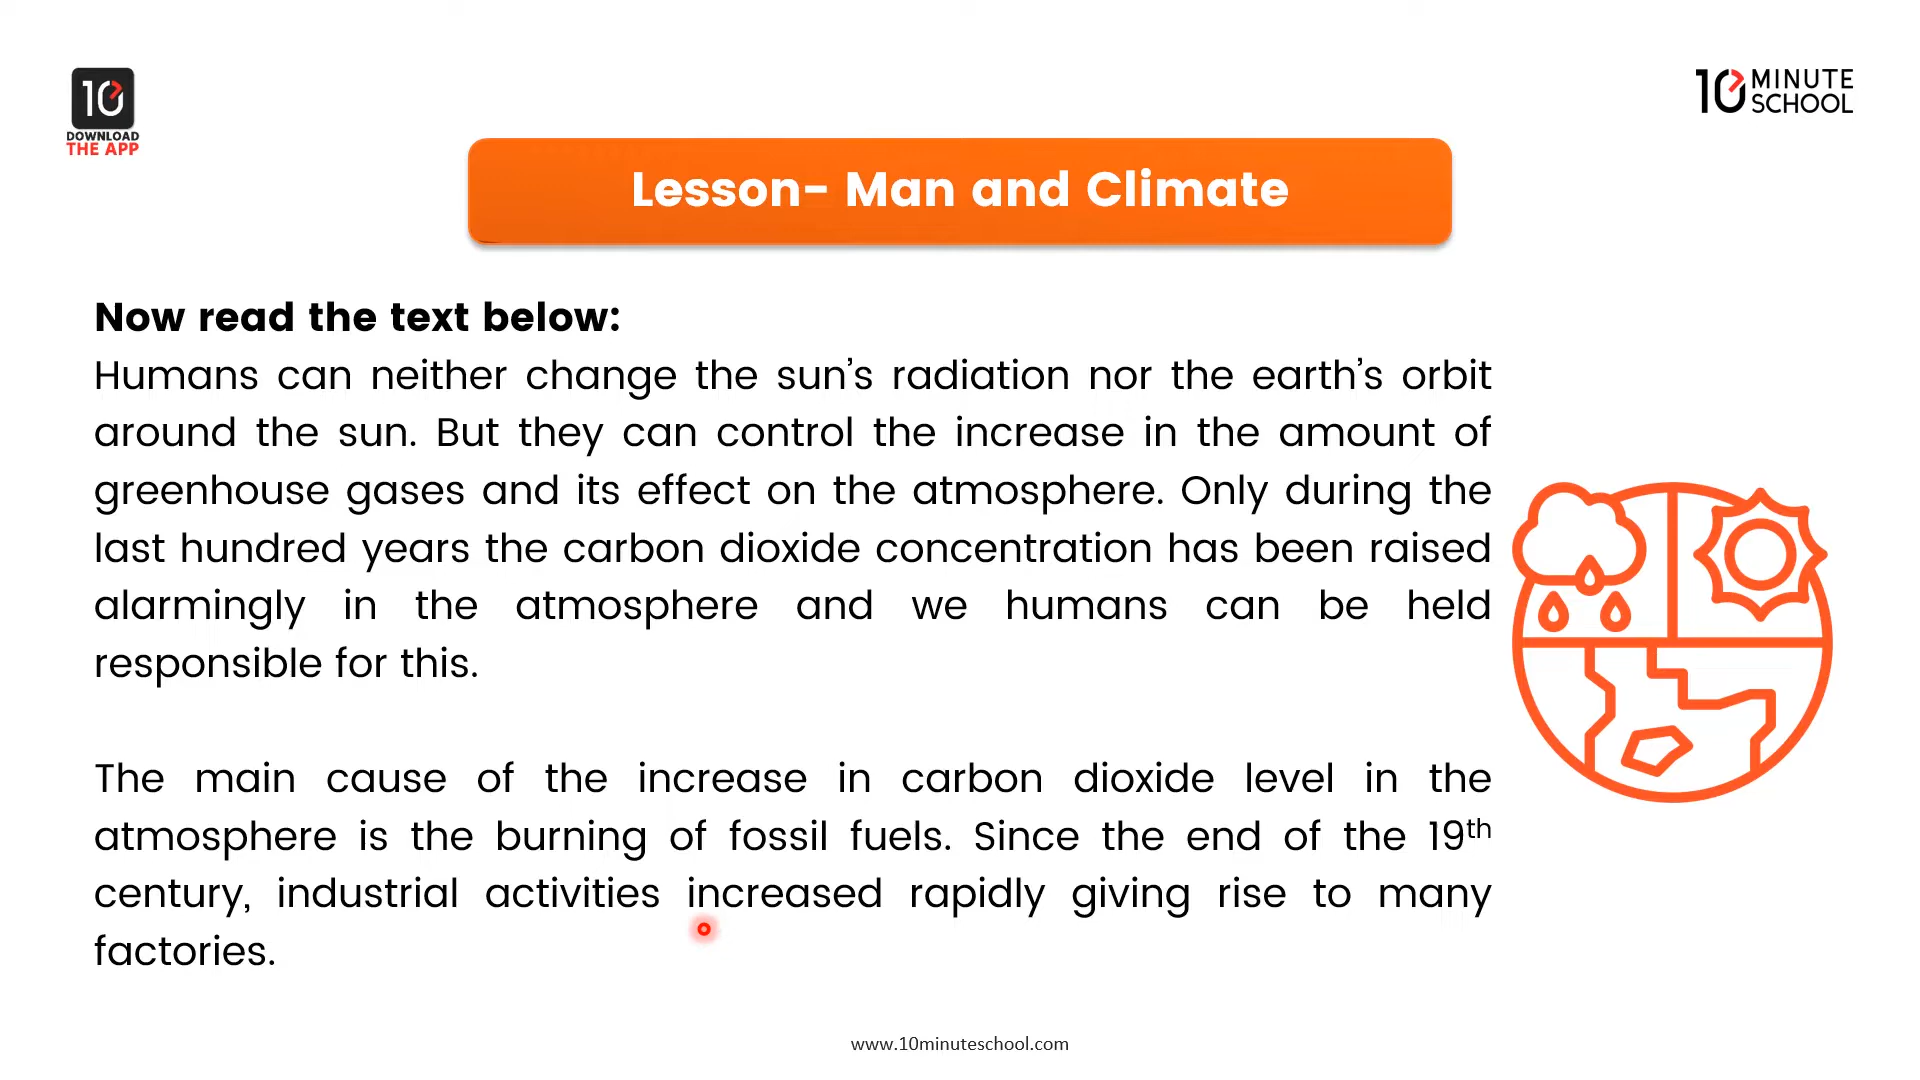 10
DOWNLOAD
THE APP
10 MINUTE
SCHOOL
Lesson- Man and Climate
Now read the text below:
Humans can neither change the sun’s radiation nor the earth’s orbit
around the sun. But they can control the increase in the amount of
greenhouse gases and its effect on the atmosphere. Only during the
last hundred years the carbon dioxide concentration has been raised
alarmingly in the atmosphere and we humans can be held
responsible for this.
The main cause of the increase in carbon dioxide level in the
atmosphere is the burning of fossil fuels. Since the end of the 19th
century, industrial activities increased rapidly giving rise to many
factories.
www.10minuteschool.com